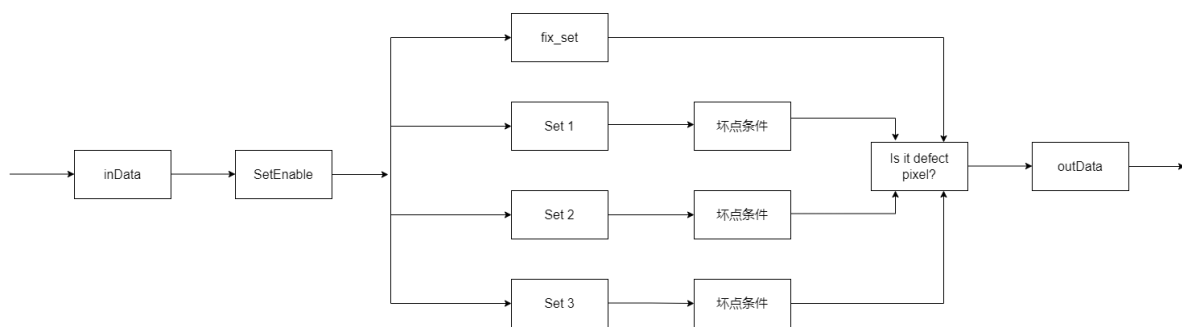 fix_set
Set 1
坏点条件
inData
SetEnable
Is it defect
pixel?
outData
Set 2
坏点条件
Set 3
坏点条件